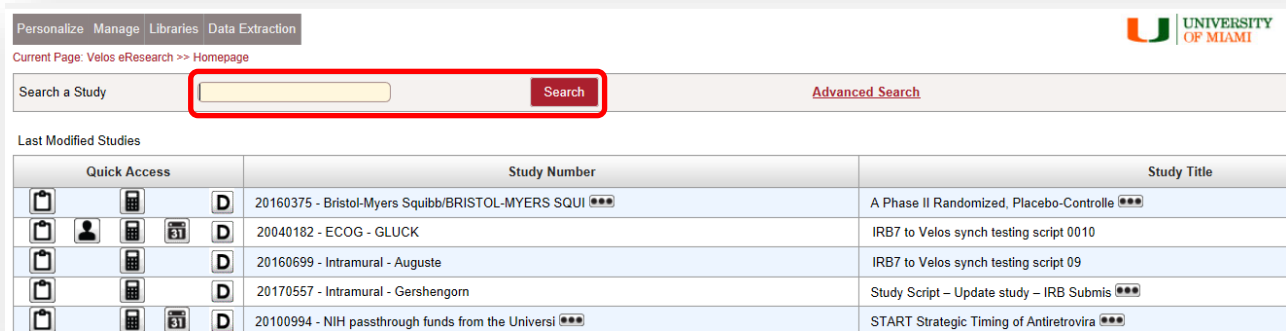 Personalize Manage Libraries Data Extraction
UNIVERSITY
OF MIAMI
Current Page: Velos eResearch >> Homepage
Search a Study Search Advanced Search
Last Modified Studies
Quick Access Study Number Study Title
D 20160375 - Bristol-Myers Squibb/BRISTOL-MYERS SQUI ••• A Phase II Randomized, Placebo-Controlle •••
31 D 20040182 - ECOG - GLUCK IRB7 to Velos synch testing script 0010
D 20160699 - Intramural - Auguste IRB7 to Velos synch testing script 09
D 20170557 - Intramural - Gershengorn Study Script – Update study – IRB Submis •••
31 D 20100994 - NIH passthrough funds from the Universi ••• START Strategic Timing of Antiretrovira •••